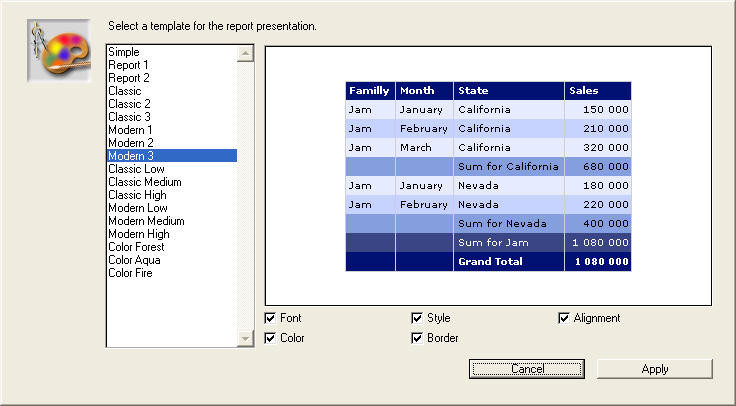 Select a template for the report presentation.
Simple
Report 1
Report 2
Classic
Classic 2
Classic 3
Modern 1
Modern 2
Modern 3
Classic Low
Classic Medium
Classic High
Modern Low
Modern Medium
Modern High
Color Forest
Color Aqua
Color Fire
Familly Month State Sales
Jam January California 150 000
Jam February California 210 000
Jam March California 320 000
Sum for California 680 000
Jam January Nevada 180 000
Jam February Nevada 220 000
Sum for Nevada 400 000
Sum for Jam 1 080 000
Grand Total 1 080 000
Font Style Alignment
Color Border
Cancel Apply